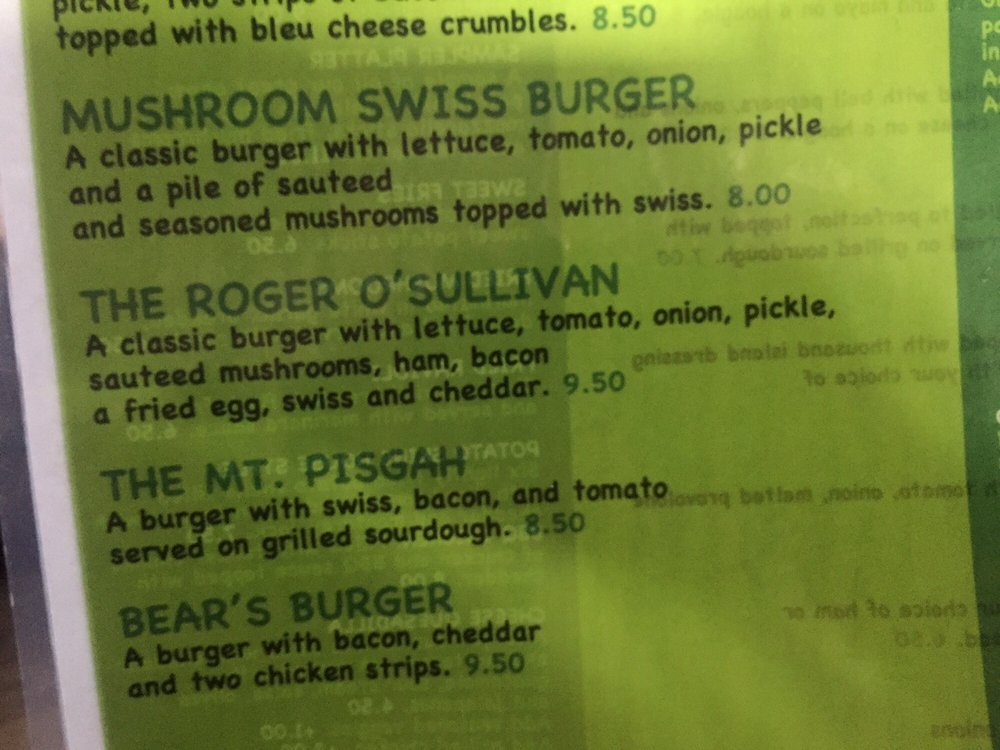 pickle, two strips of
topped with bleu cheese crumbles. 8.50
MUSHROOM SWISS BURGER
A classic burger with lettuce, tomato, onion, pickle
and a pile of sauteed
and seasoned mushrooms topped with swiss. 8.00
THE ROGER O'SULLIVAN
A classic burger with lettuce, tomato, onion, pickle,
sauteed mushrooms, ham, bacon
a fried egg, swiss and cheddar. 9.50
THE MT. PISGAH
A burger with swiss, bacon, and tomato
served on grilled sourdough. 8.50
BEAR'S BURGER
A burger with bacon, cheddar
and two chicken strips. 9.50